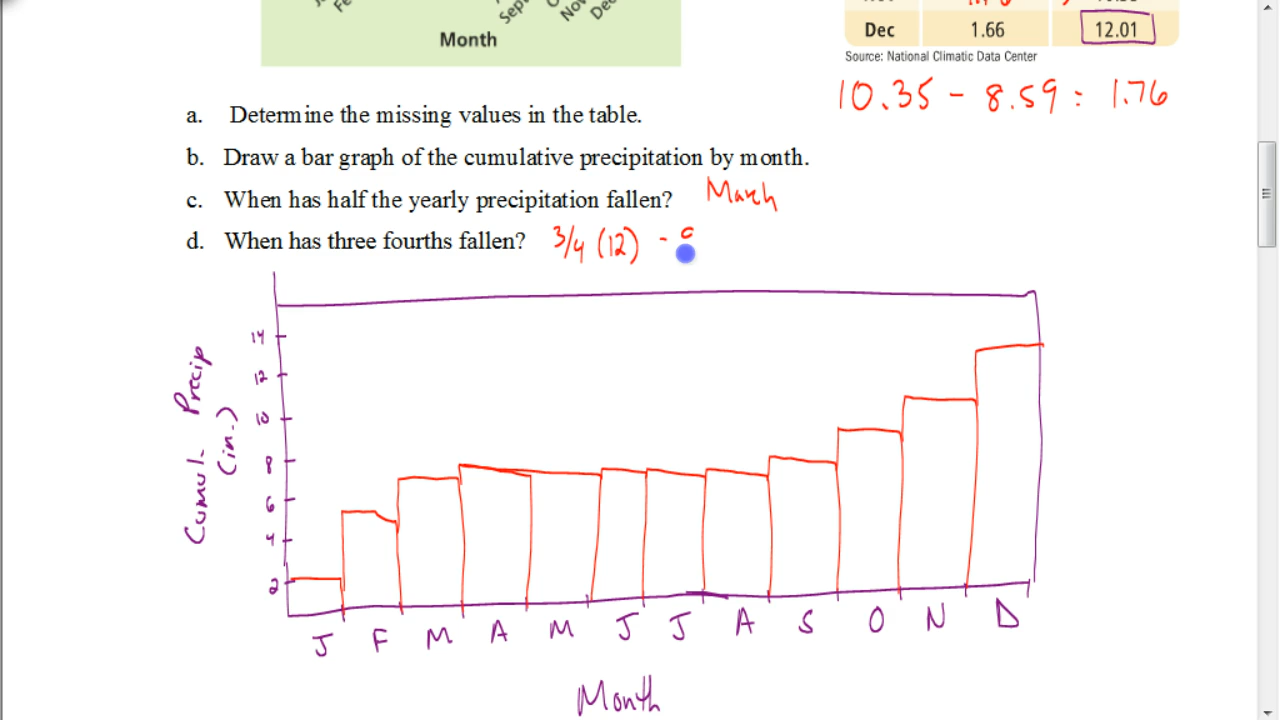 Sept
Nov
Dec
Month
Dec 1.66 12.01
Source: National Climatic Data Center
10.35 - 8.59 = 1.76
a. Determine the missing values in the table.
b. Draw a bar graph of the cumulative precipitation by month.
c. When has half the yearly precipitation fallen? March
d. When has three fourths fallen? 3/4 (12) -
Cumul. Precip
(in.)
14
12
10
8
6
4
2
J F M A M J J A S O N D
Month